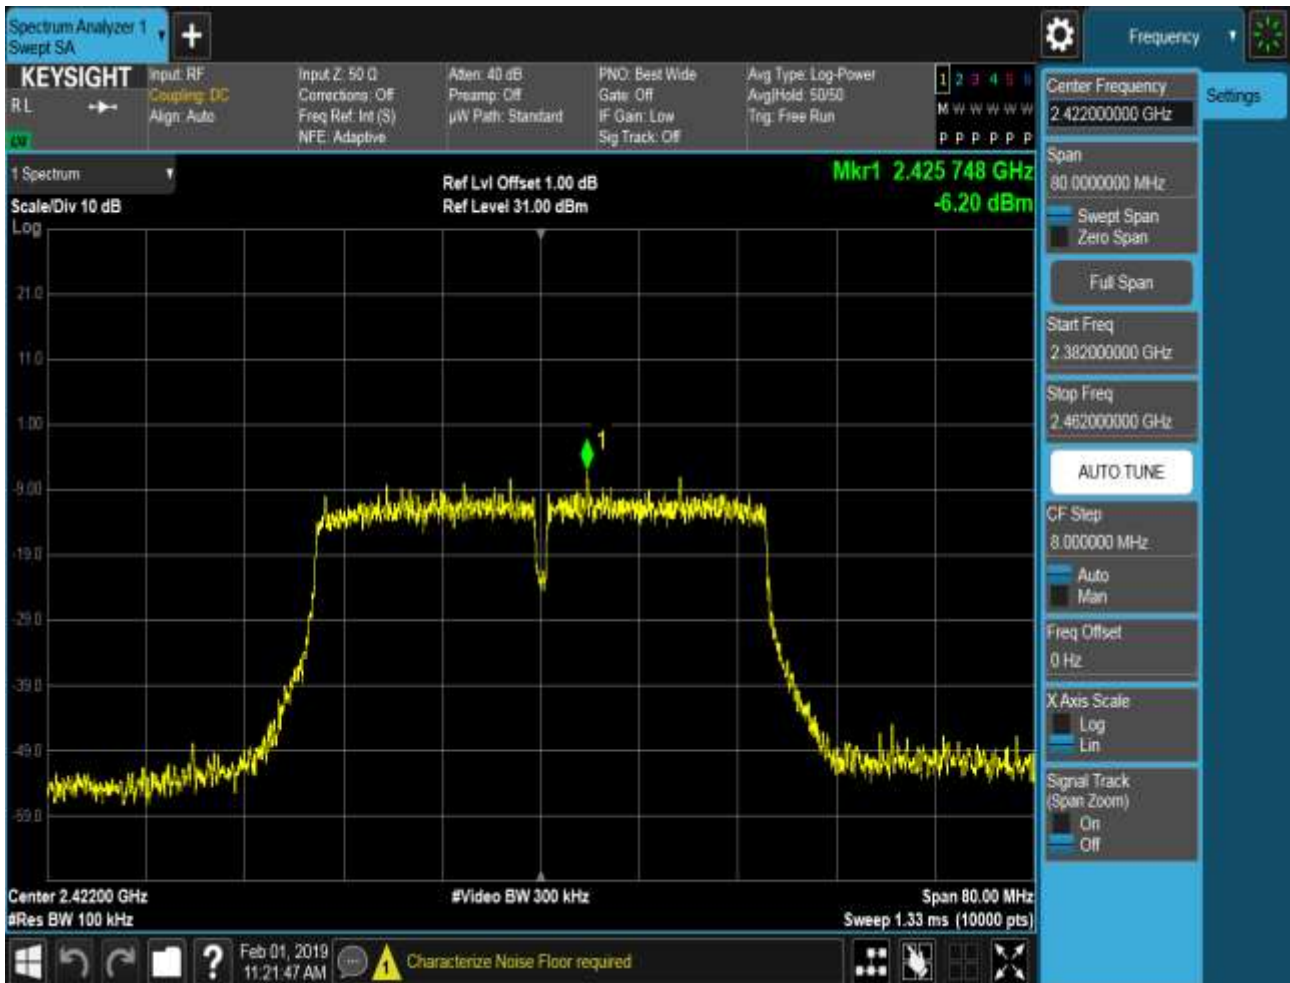 Spectrum Analyzer 1
Swept SA
Frequency
KEYSIGHT
Input: RF
Input Z: 50 Ω
Atten: 40 dB
PNO: Best Wide
Avg Type: Log-Power
1 2 3 4 5 6
R L
Coupling: DC
Corrections: Off
Preamp: Off
Gate: Off
Avg|Hold: 50/50
M W W W W W
Align: Auto
Freq Ref: Int (S)
µW Path: Standard
IF Gain: Low
Trig: Free Run
NFE: Adaptive
Sig Track: Off
P P P P P P
Center Frequency
2.422000000 GHz
Settings
Span
80.0000000 MHz
Swept Span
Zero Span
Full Span
Start Freq
2.382000000 GHz
Stop Freq
2.462000000 GHz
AUTO TUNE
CF Step
8.000000 MHz
Auto
Man
Freq Offset
0 Hz
X Axis Scale
Log
Lin
Signal Track
(Span Zoom)
On
Off
1 Spectrum
Scale/Div 10 dB
Log
Ref Lvl Offset 1.00 dB
Ref Level 31.00 dBm
Mkr1 2.425 748 GHz
-6.20 dBm
21.0
11.0
1.00
-9.00
-19.0
-29.0
-39.0
-49.0
-59.0
1
Center 2.42200 GHz
#Video BW 300 kHz
Span 80.00 MHz
#Res BW 100 kHz
Sweep 1.33 ms (10000 pts)
?
Feb 01, 2019
11:21:47 AM
1
Characterize Noise Floor required